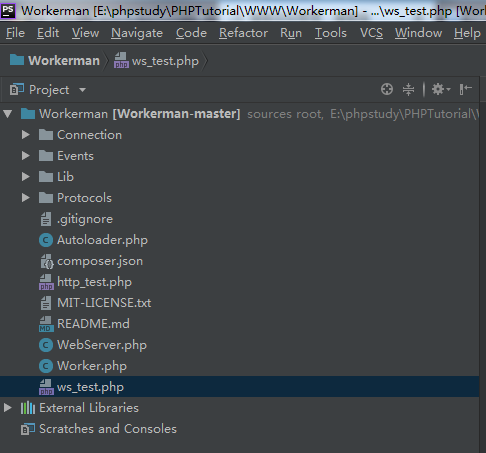 PS Workerman [E:\phpstudy\PHPTutorial\WWW\Workerman] - ...\ws_test.php [Wor
File Edit View Navigate Code Refactor Run Tools VCS Window Help
Workerman ws_test.php
Project
Workerman [Workerman-master] sources root, E:\phpstudy\PHPTutorial\
Connection
Events
Lib
Protocols
.gitignore
Autoloader.php
composer.json
http_test.php
MIT-LICENSE.txt
README.md
WebServer.php
Worker.php
ws_test.php
External Libraries
Scratches and Consoles